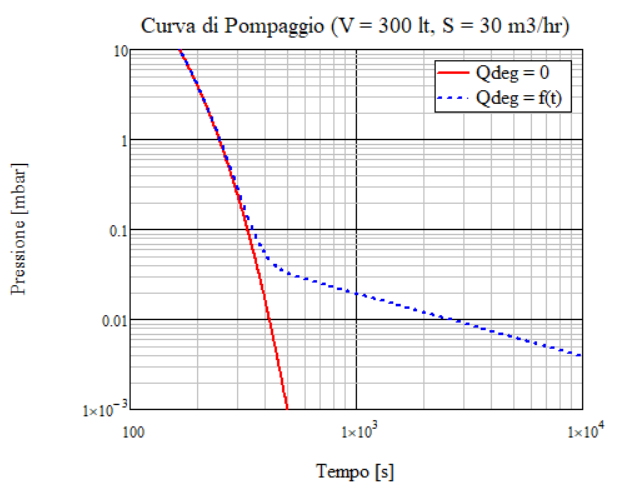 Curva di Pompaggio (V = 300 lt, S = 30 m3/hr)
10
Qdeg = 0
Qdeg = f(t)
1
Pressione [mbar]
0.1
0.01
1×10⁻³
100
1×10³
1×10⁴
Tempo [s]